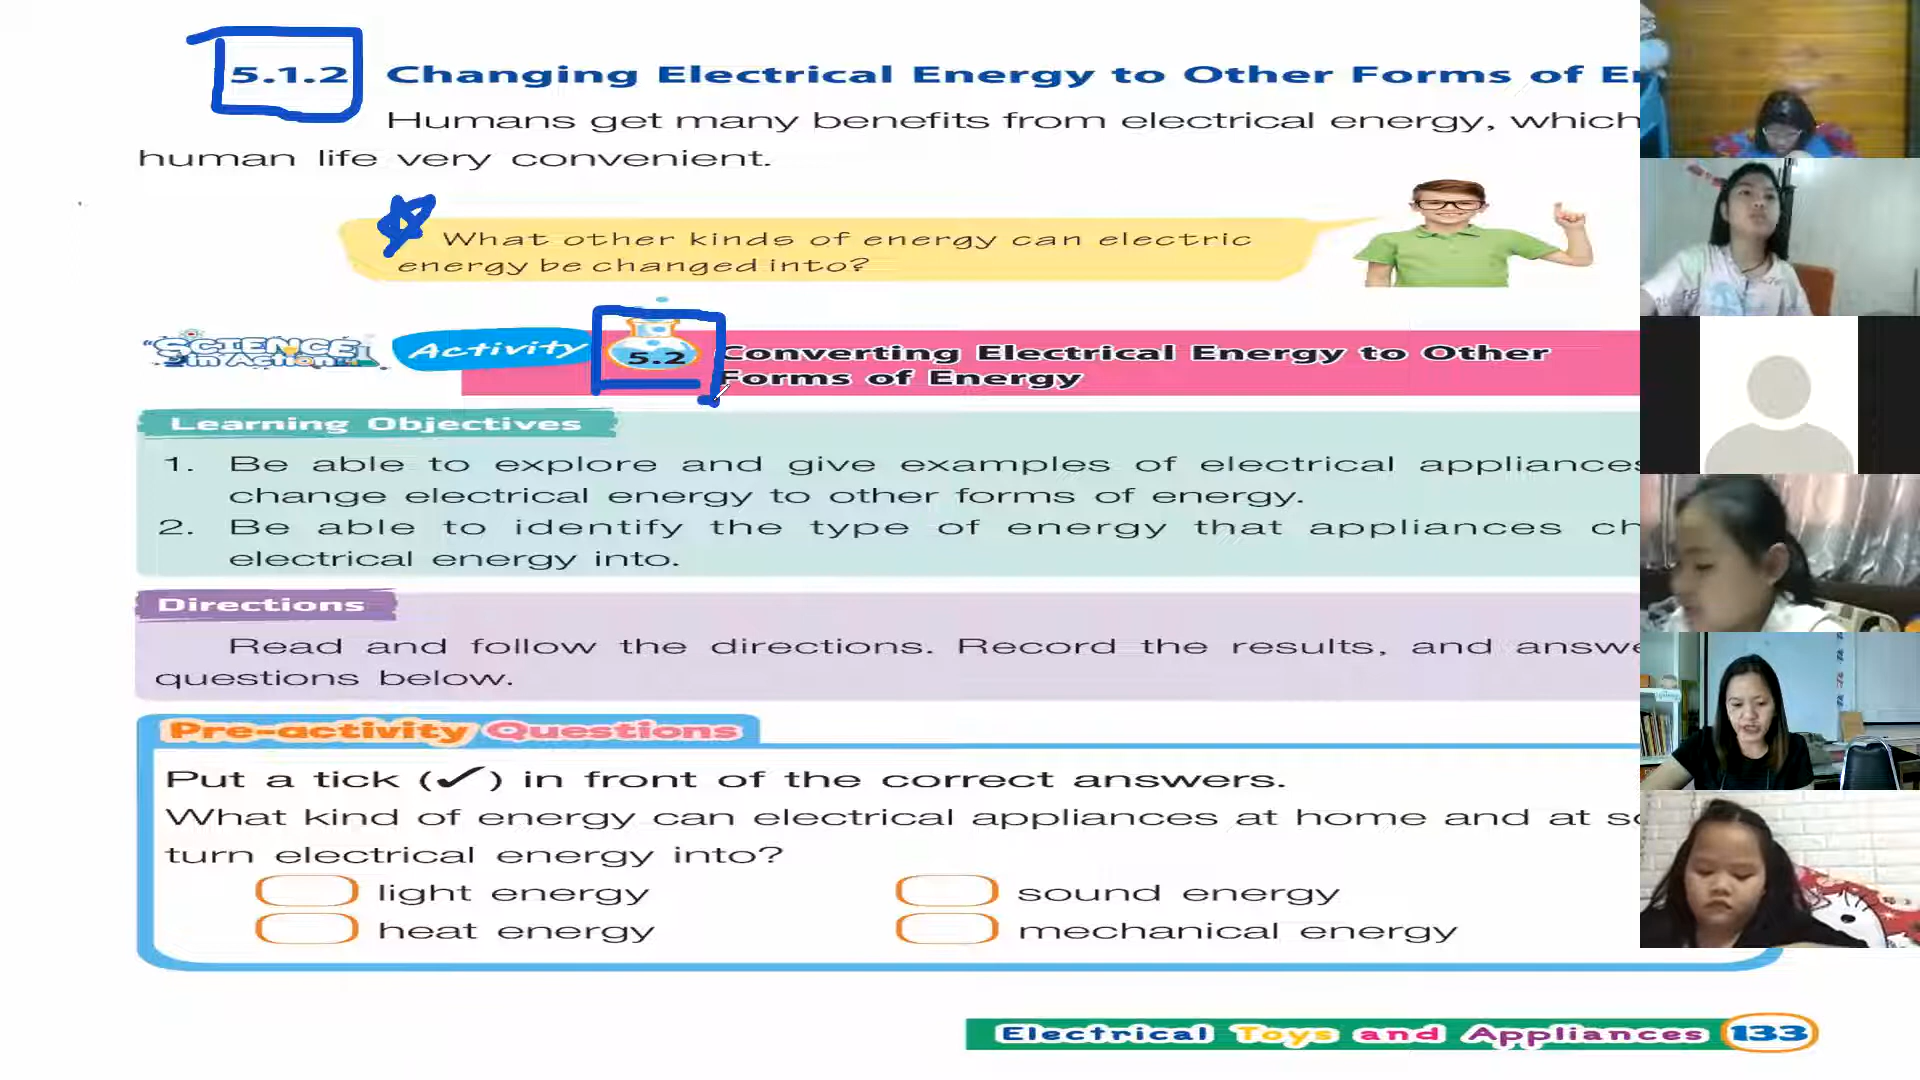 5.1.2 Changing Electrical Energy to Other Forms of
Humans get many benefits from electrical energy, which
human life very convenient.
What other kinds of energy can electric
energy be changed into?
SCIENCE
in Action
Activity 5.2 Converting Electrical Energy to Other
Forms of Energy
Learning Objectives
1. Be able to explore and give examples of electrical appliances
change electrical energy to other forms of energy.
2. Be able to identify the type of energy that appliances ch
electrical energy into.
Directions
Read and follow the directions. Record the results, and answe
questions below.
Pre-activity Questions
Put a tick (✓) in front of the correct answers.
What kind of energy can electrical appliances at home and at s
turn electrical energy into?
light energy sound energy
heat energy mechanical energy
Electrical Toys and Appliances 133